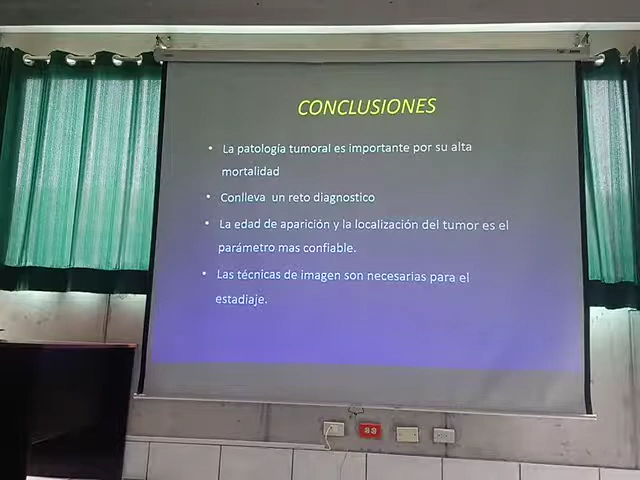 CONCLUSIONES
• La patología tumoral es importante por su alta
mortalidad
• Conlleva un reto diagnostico
• La edad de aparición y la localización del tumor es el
parámetro mas confiable.
• Las técnicas de imagen son necesarias para el
estadiaje.